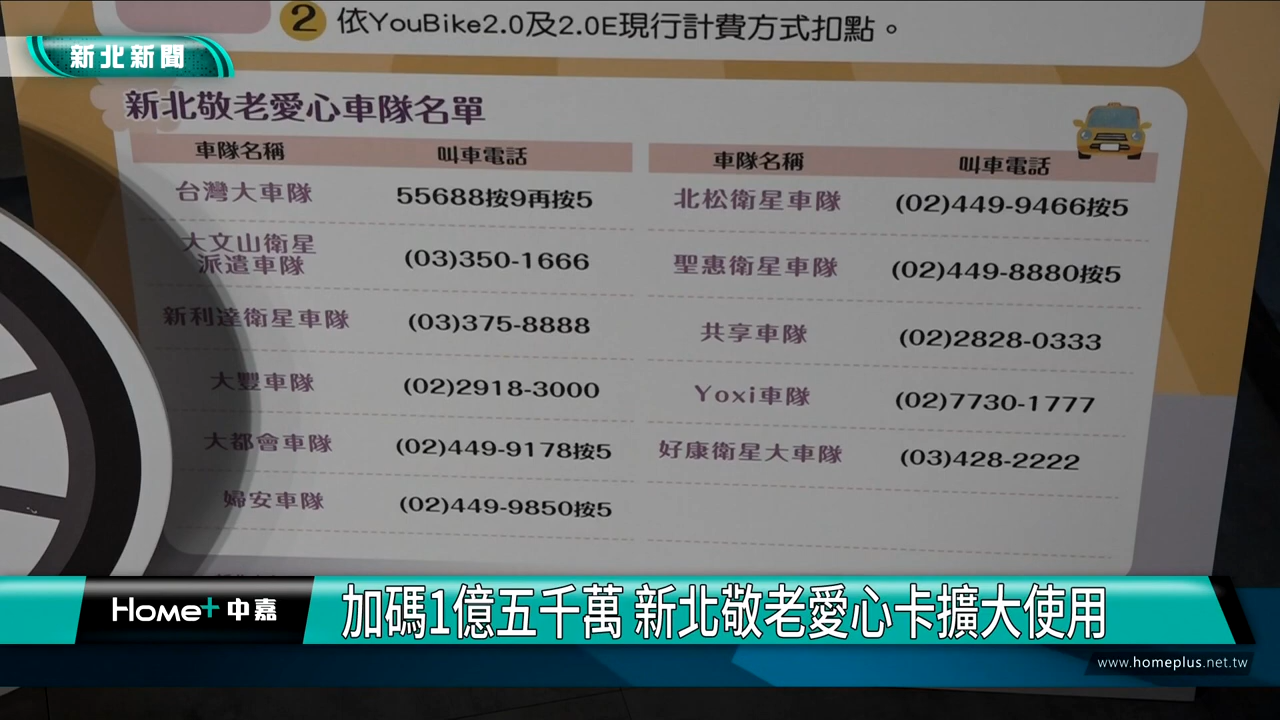 2 依YouBike2.0及2.0E現行計費方式扣點。
新北新聞
新北敬老愛心車隊名單
車隊名稱 叫車電話
台灣大車隊 55688按9再按5
大文山衛星
派遣車隊 (03)350-1666
新利達衛星車隊 (03)375-8888
大豐車隊 (02)2918-3000
大都會車隊 (02)449-9178按5
婦安車隊 (02)449-9850按5
車隊名稱 叫車電話
北松衛星車隊 (02)449-9466按5
聖惠衛星車隊 (02)449-8880按5
共享車隊 (02)2828-0333
Yoxi車隊 (02)7730-1777
好康衛星大車隊 (03)428-2222
Home+中嘉
加碼1億五千萬 新北敬老愛心卡擴大使用
www.homeplus.net.tw